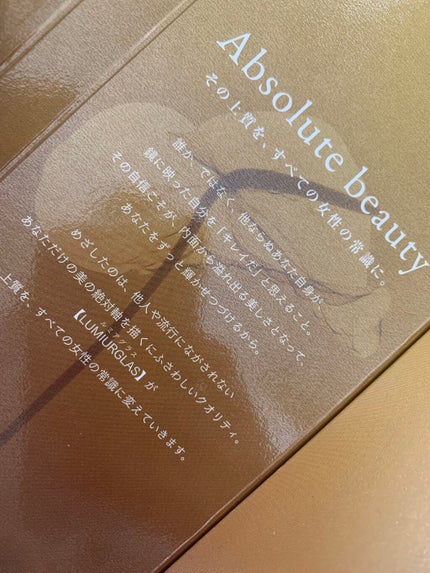 Absolute beauty
その上質を、すべての女性の常識に。
誰か、ではなく、他ならぬあなた自身が
鏡に映った自分を「キレイだ」と思えること。
その自信こそが、内面から溢れ出る美しさとなって
あなたをずっと輝かせつづけるから。
めざしたのは、他人や流行にながされない
あなただけの美の絶対軸を描くにふさわしいクオリティ。
ルミアグラス
【LUMIURGLAS】が
上質を、すべての女性の常識に変えていきます。